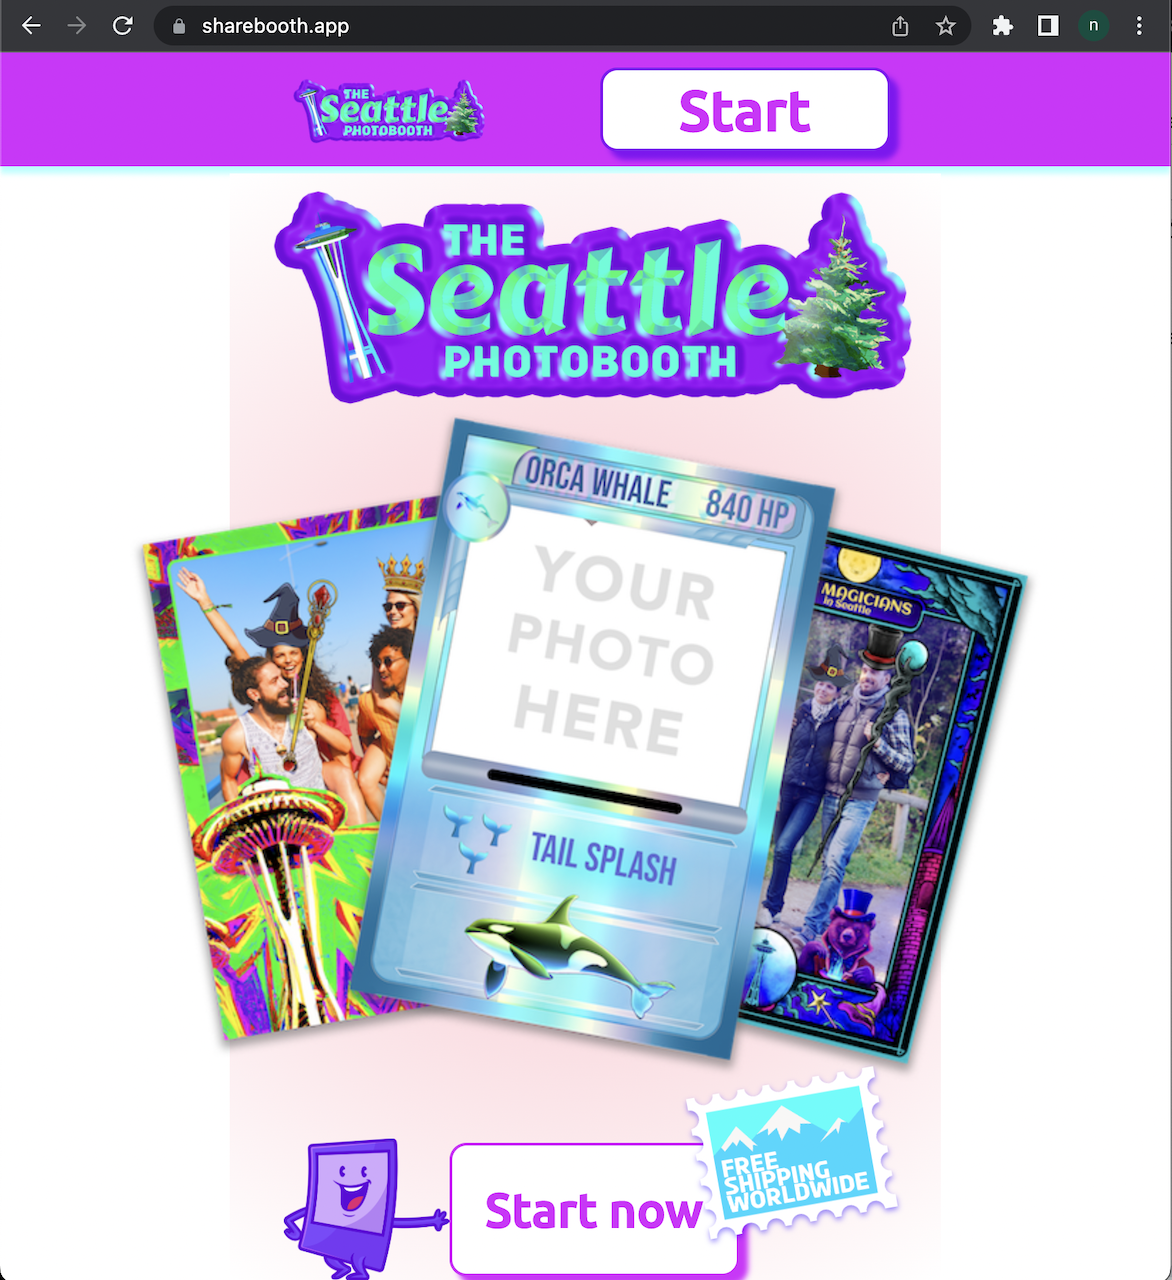 sharebooth.app
n
THE
Seattle
PHOTOBOOTH
Start
THE
Seattle
PHOTOBOOTH
ORCA WHALE 840 HP
YOUR
PHOTO
HERE
TAIL SPLASH
MAGICIANS
in Seattle
FREE
SHIPPING
WORLDWIDE
Start now